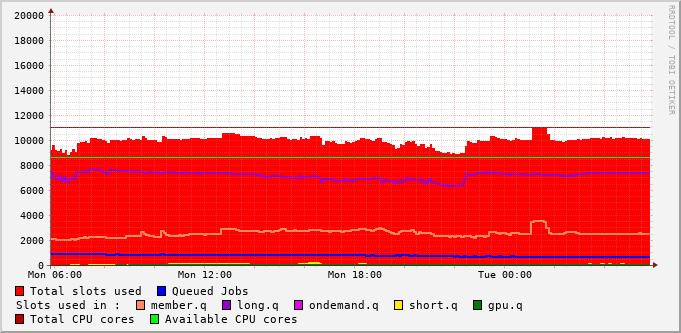 20000
18000
16000
14000
12000
10000
8000
6000
4000
2000
0
Mon 06:00 Mon 12:00 Mon 18:00 Tue 00:00
Total slots used Queued Jobs
Slots used in : member.q long.q ondemand.q short.q gpu.q
Total CPU cores Available CPU cores
RRDTOOL / TOBI OETIKER